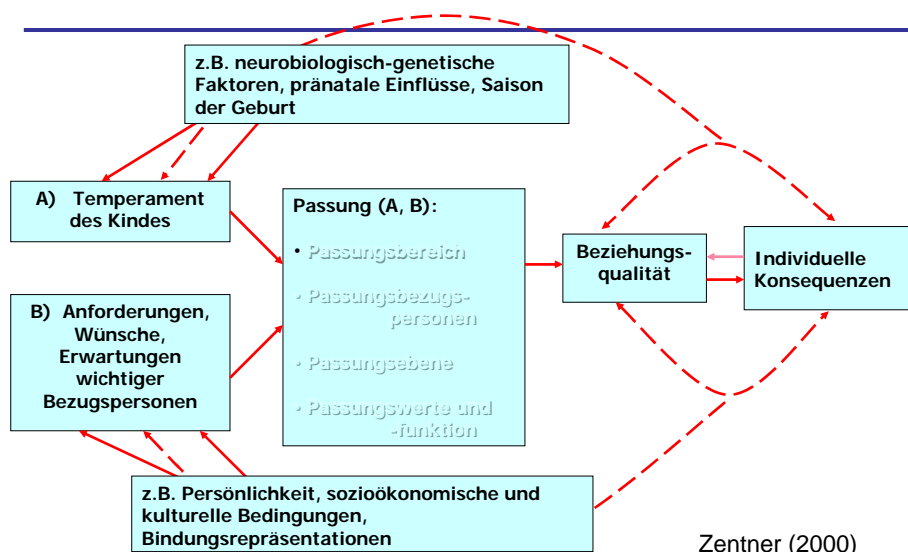 z.B. neurobiologisch-genetische
Faktoren, pränatale Einflüsse, Saison
der Geburt
A) Temperament
des Kindes
Passung (A, B):
• Passungsbereich
• Passungsbezugs-
personen
• Passungsebene
• Passungswerte und
-funktion
Beziehungs-
qualität
Individuelle
Konsequenzen
B) Anforderungen,
Wünsche,
Erwartungen
wichtiger
Bezugspersonen
z.B. Persönlichkeit, sozioökonomische und
kulturelle Bedingungen,
Bindungsrepräsentationen
Zentner (2000)